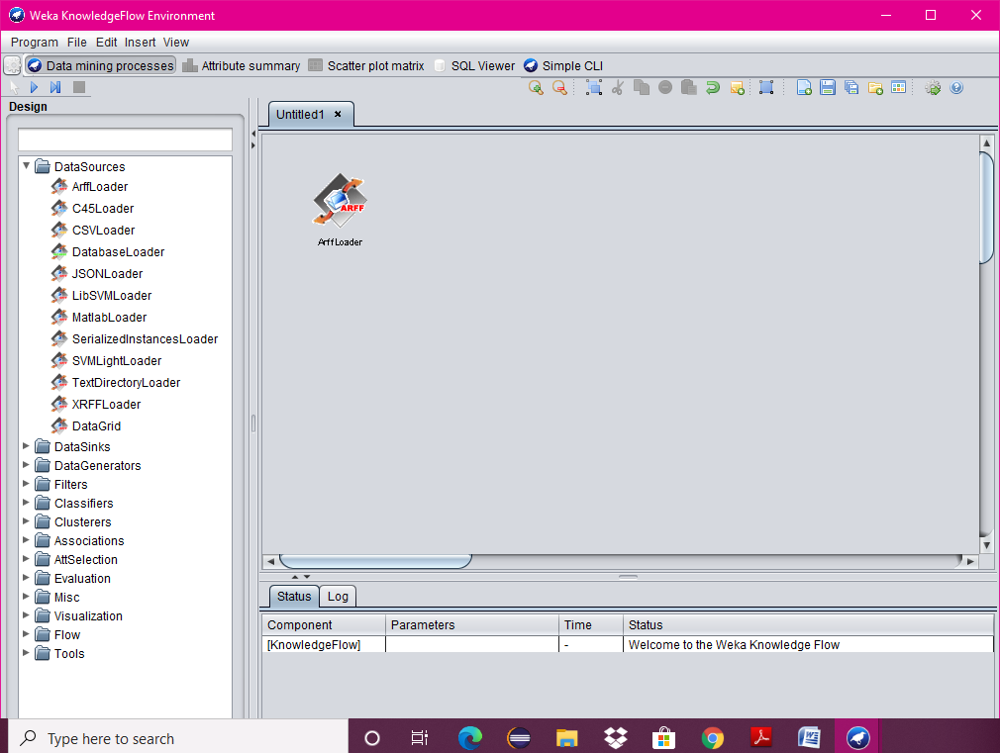 Weka KnowledgeFlow Environment
Program File Edit Insert View
Data mining processes Attribute summary Scatter plot matrix SQL Viewer Simple CLI
Design
Untitled1
DataSources
ArffLoader
C45Loader
CSVLoader
DatabaseLoader
JSONLoader
LibSVMLoader
MatlabLoader
SerializedInstancesLoader
SVMLightLoader
TextDirectoryLoader
XRFFLoader
DataGrid
DataSinks
DataGenerators
Filters
Classifiers
Clusterers
Associations
AttSelection
Evaluation
Misc
Visualization
Flow
Tools
ARFF
ArffLoader
Status Log
Component Parameters Time Status
[KnowledgeFlow] - Welcome to the Weka Knowledge Flow
Type here to search